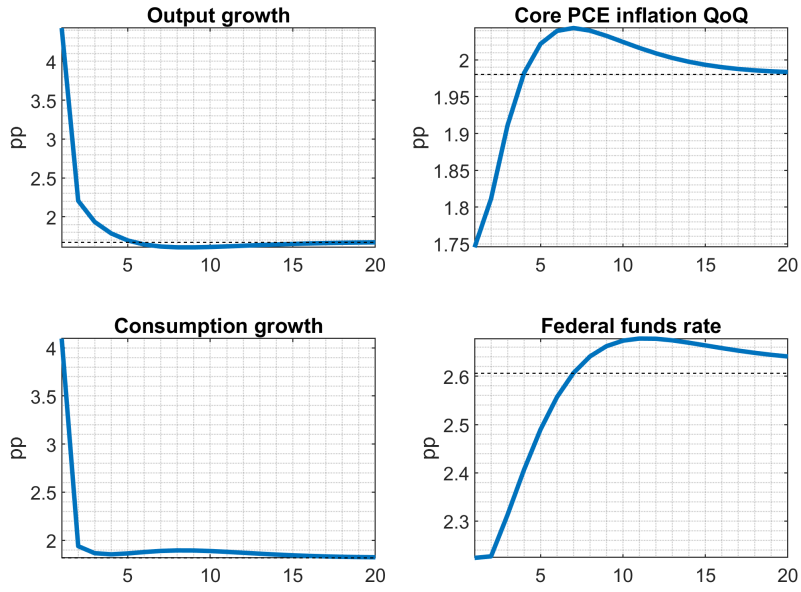 Output growth
pp
4
3.5
3
2.5
2
5 10 15 20
Core PCE inflation QoQ
pp
2
1.95
1.9
1.85
1.8
1.75
5 10 15 20
Consumption growth
pp
4
3.5
3
2.5
2
5 10 15 20
Federal funds rate
pp
2.6
2.5
2.4
2.3
5 10 15 20